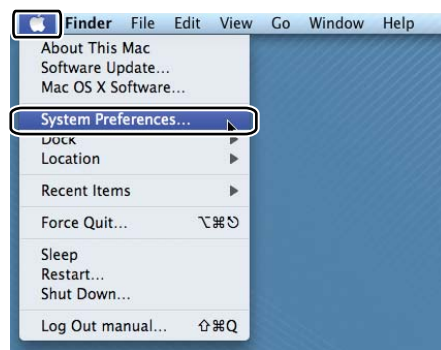 Finder File Edit View Go Window Help
About This Mac
Software Update...
Mac OS X Software...
System Preferences...
Dock
Location
Recent Items
Force Quit... ⌥⌘⎋
Sleep
Restart...
Shut Down...
Log Out manual... ⇧⌘Q